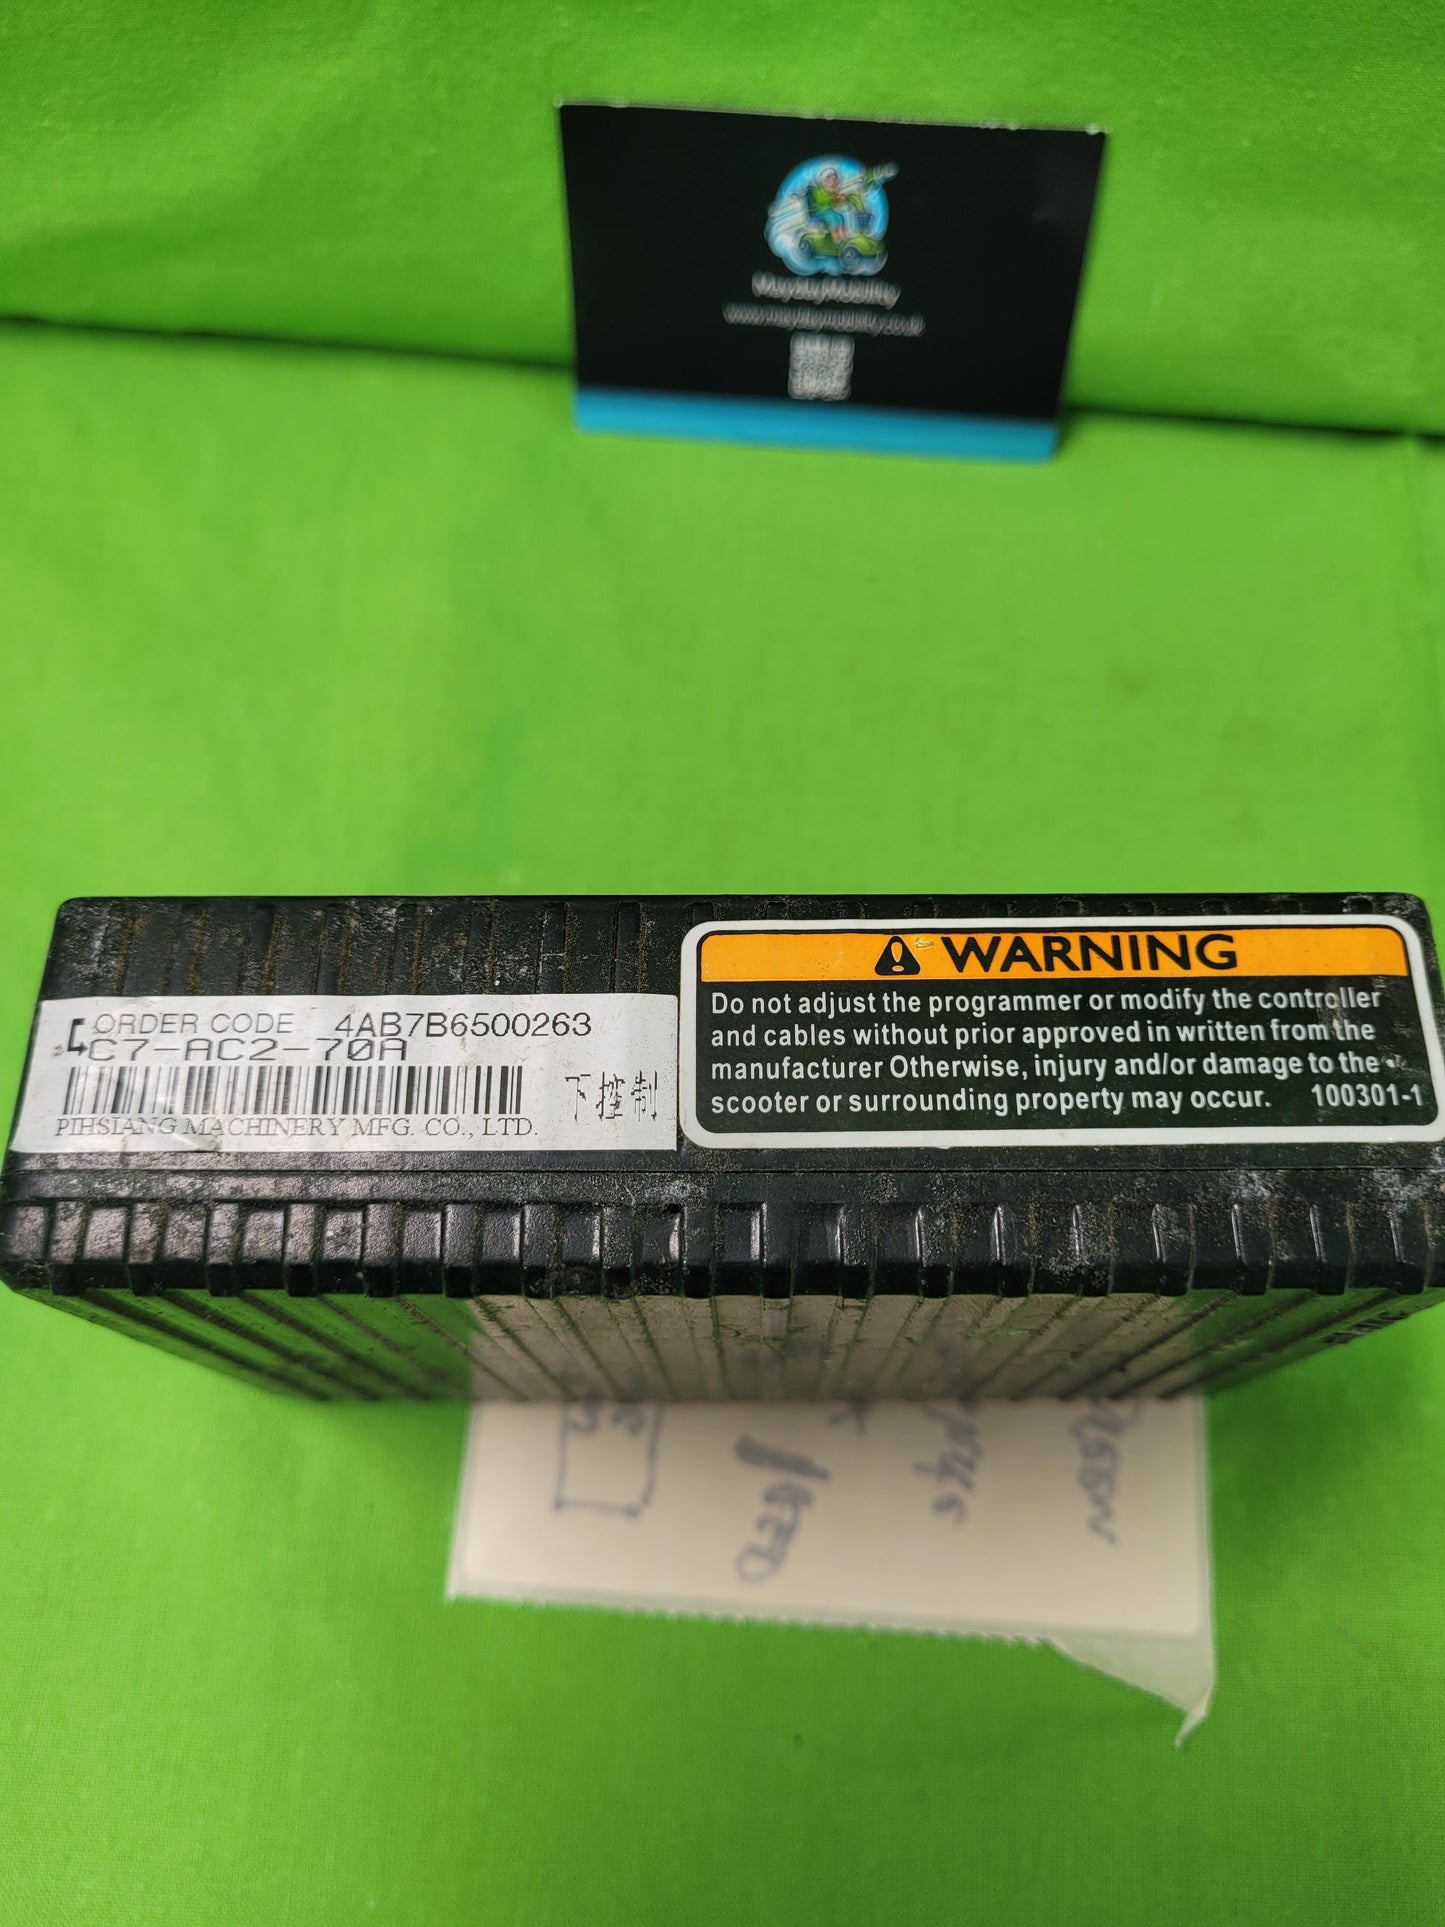 WaystyMobility
ORDER CODE 4AB7B6500263
C7-AC2-70A
下控制
PIHSIANG MACHINERY MFG. CO., LTD.
WARNING
Do not adjust the programmer or modify the controller
and cables without prior approved in written from the
manufacturer Otherwise, injury and/or damage to the
scooter or surrounding property may occur. 100301-1